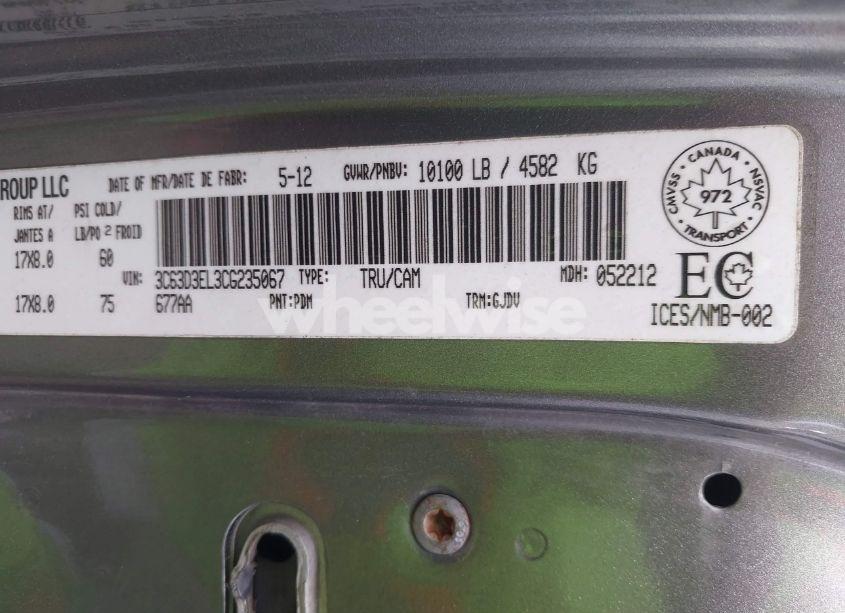 ROUP LLC
DATE OF MFR/DATE DE FABR: 5-12 GVWR/PNBV: 10100 LB / 4582 KG
RIMS AT/ PSI COLD/
JANTES A LB/PO 2 FROID
17X8.0 60
VIN: 3C63D3EL3CG235067 TYPE: TRU/CAM MDH: 052212
17X8.0 75 677AA PNT:PDM TRM:GJDV
CMVSS · CANADA · NSVAC
972
TRANSPORT
EC
ICES/NMB-002
wheelwise